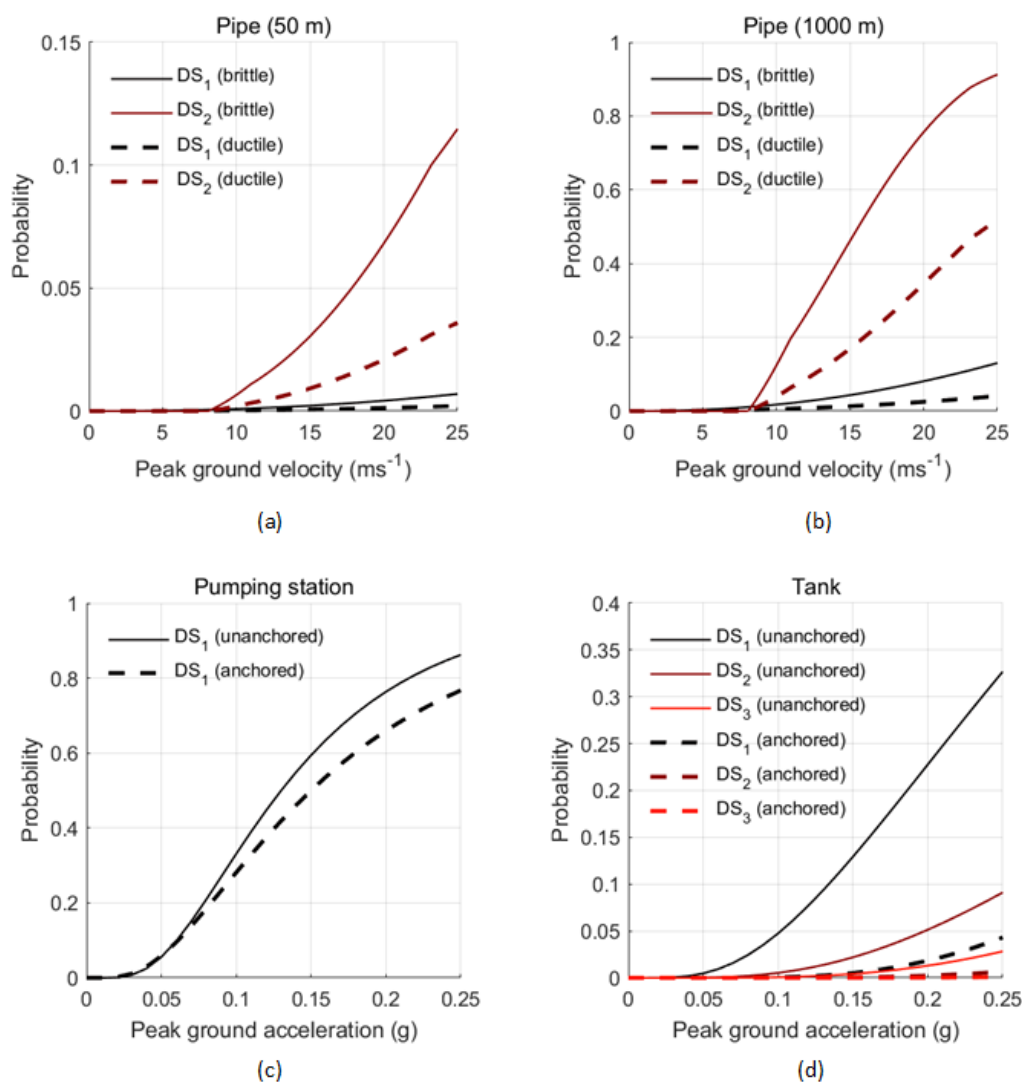 Pipe (50 m)
0.15
0.1
0.05
0
Probability
DS₁ (brittle)
DS₂ (brittle)
DS₁ (ductile)
DS₂ (ductile)
0 5 10 15 20 25
Peak ground velocity (ms⁻¹)
(a)
Pipe (1000 m)
1
0.8
0.6
0.4
0.2
0
Probability
DS₁ (brittle)
DS₂ (brittle)
DS₁ (ductile)
DS₂ (ductile)
0 5 10 15 20 25
Peak ground velocity (ms⁻¹)
(b)
Pumping station
1
0.8
0.6
0.4
0.2
0
Probability
DS₁ (unanchored)
DS₁ (anchored)
0 0.05 0.1 0.15 0.2 0.25
Peak ground acceleration (g)
(c)
Tank
0.4
0.35
0.3
0.25
0.2
0.15
0.1
0.05
0
Probability
DS₁ (unanchored)
DS₂ (unanchored)
DS₃ (unanchored)
DS₁ (anchored)
DS₂ (anchored)
DS₃ (anchored)
0 0.05 0.1 0.15 0.2 0.25
Peak ground acceleration (g)
(d)